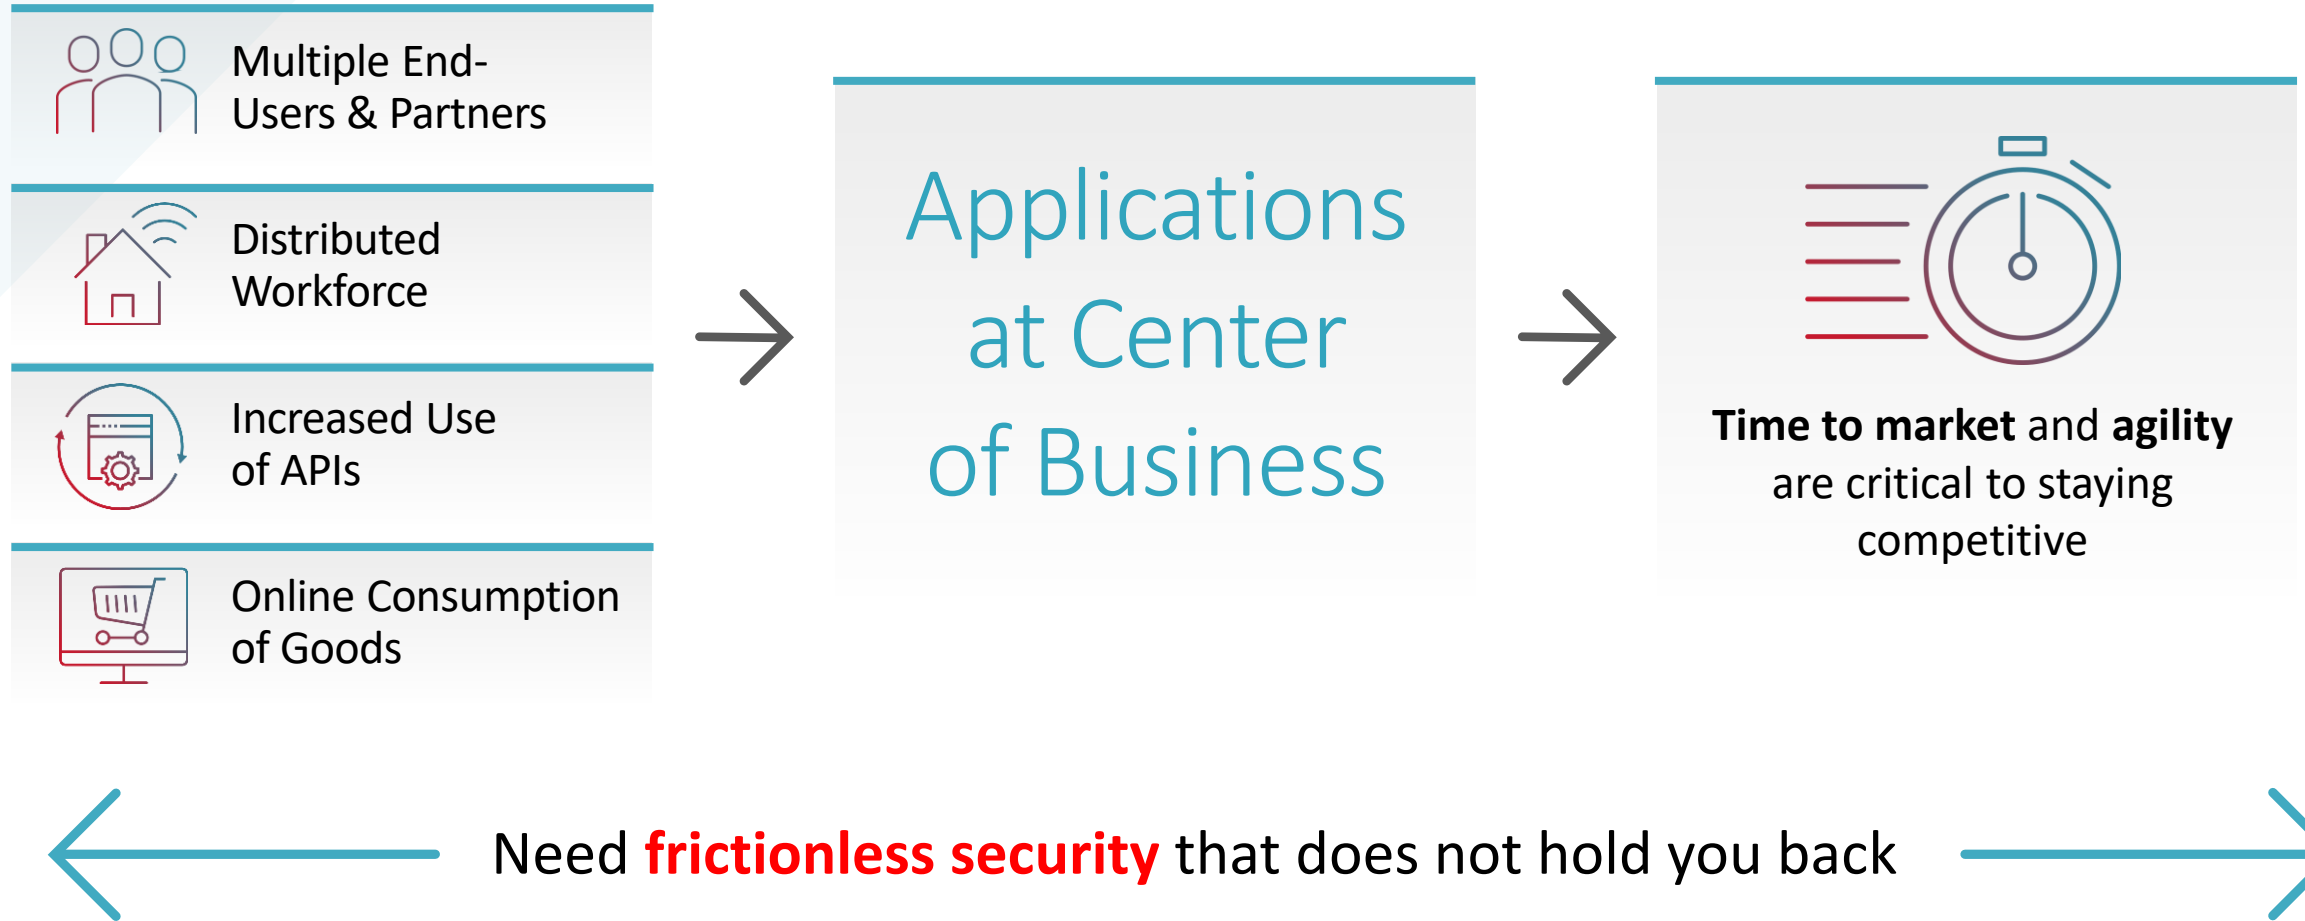 Multiple End-
Users & Partners
Distributed
Workforce
Increased Use
of APIs
Online Consumption
of Goods
Applications
at Center
of Business
Time to market and agility
are critical to staying
competitive
Need frictionless security that does not hold you back